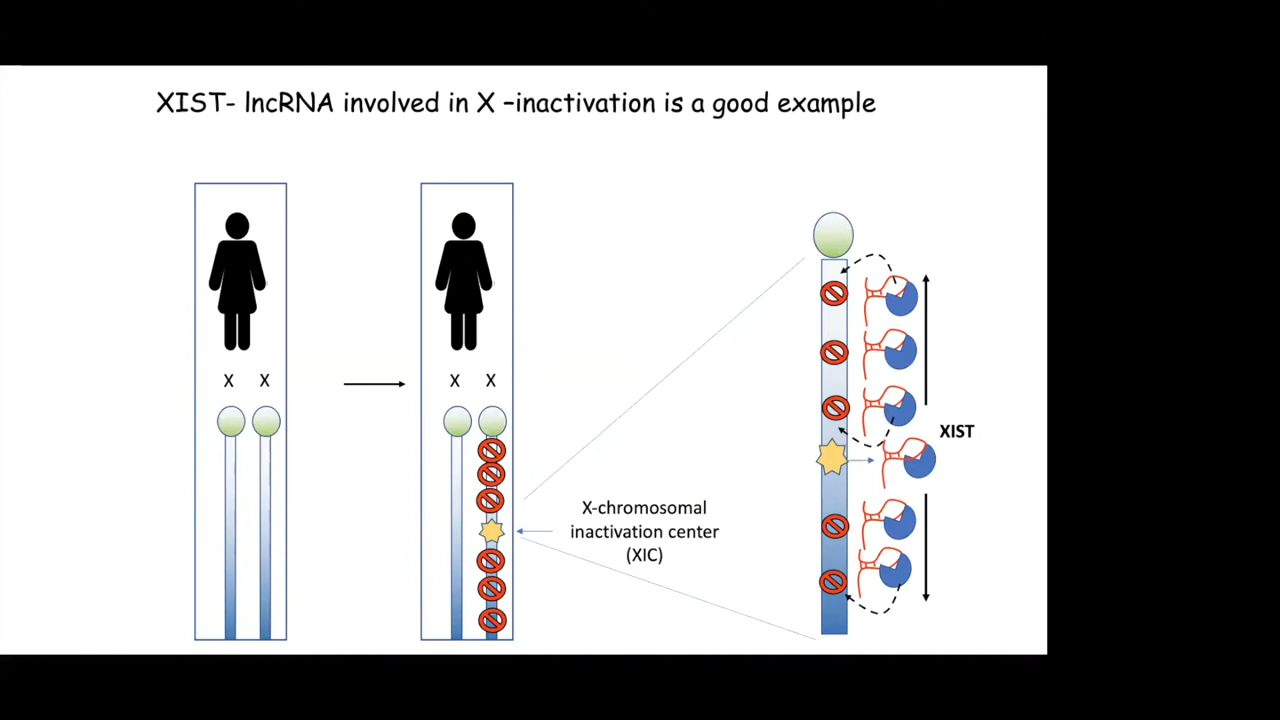 XIST- lncRNA involved in X –inactivation is a good example
X X
X X
XIST
X-chromosomal
inactivation center
(XIC)